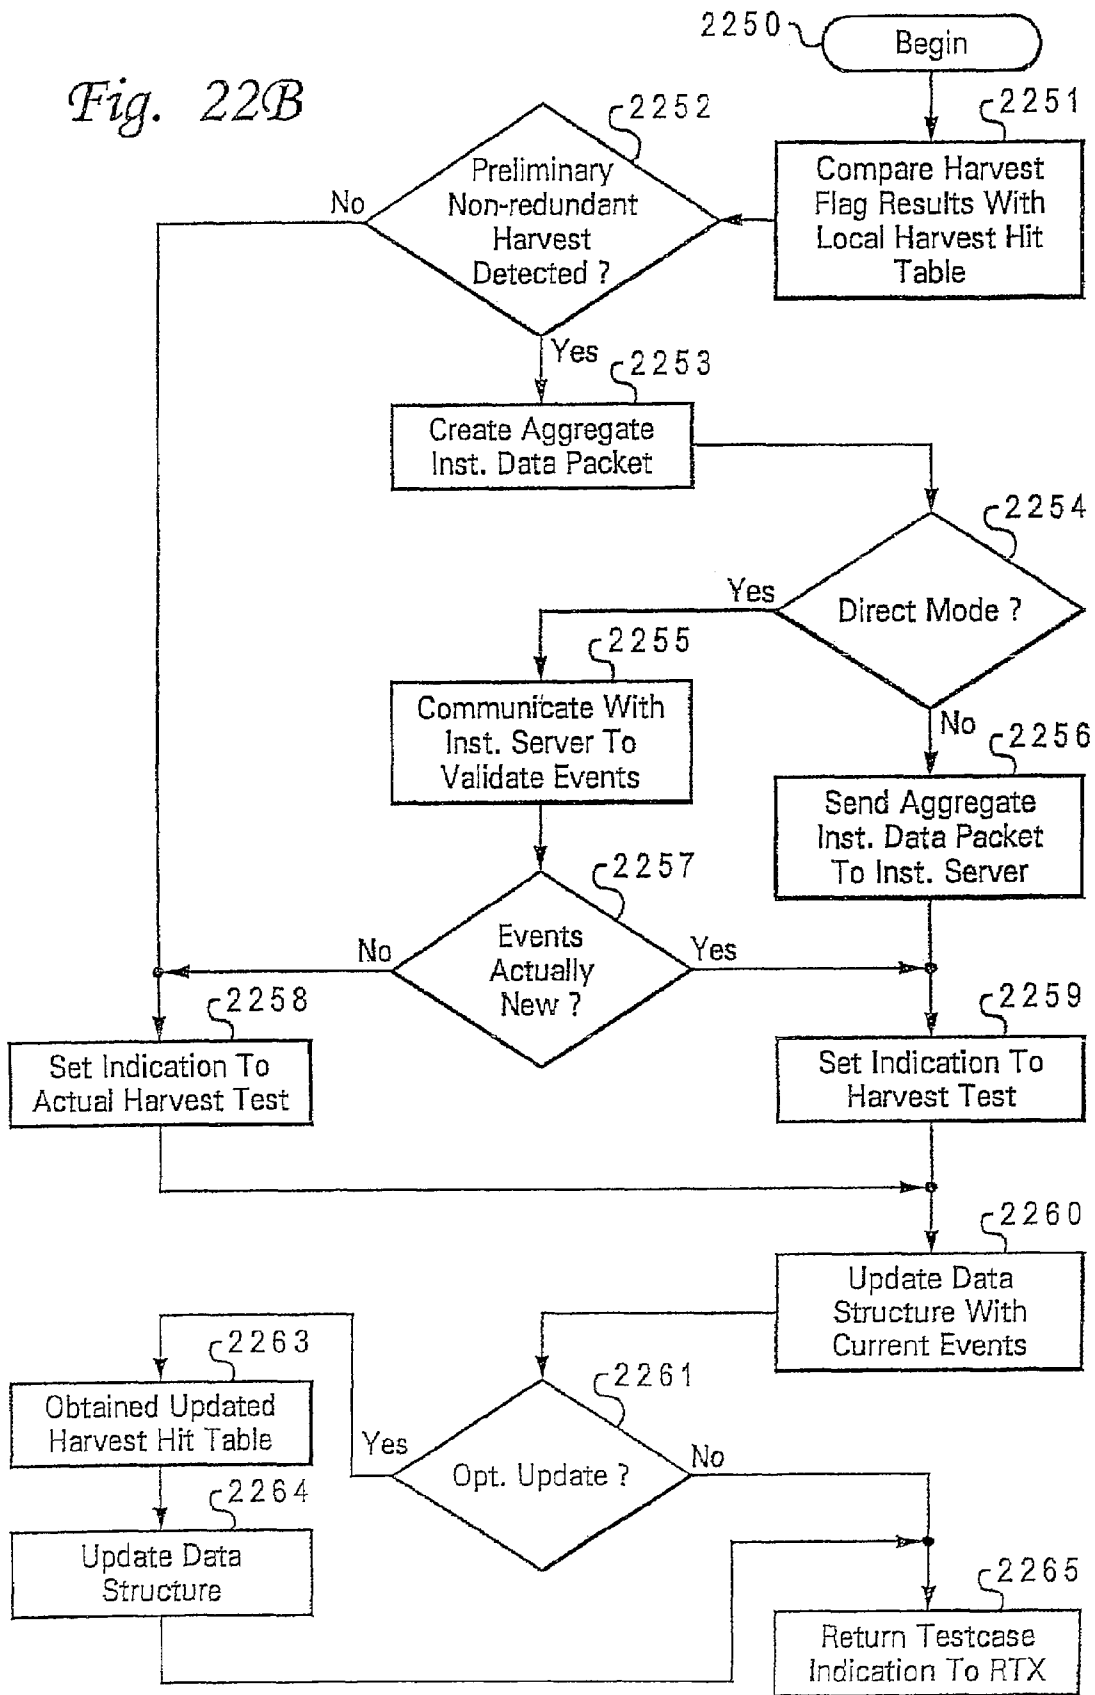 Fig. 22B
2250
Begin
2251
Compare Harvest
Flag Results With
Local Harvest Hit
Table
2252
Preliminary
Non-redundant
Harvest
Detected ?
No
Yes
2253
Create Aggregate
Inst. Data Packet
2254
Direct Mode ?
Yes
No
2255
Communicate With
Inst. Server To
Validate Events
2256
Send Aggregate
Inst. Data Packet
To Inst. Server
2257
Events
Actually
New ?
No
Yes
2258
Set Indication To
Actual Harvest Test
2259
Set Indication To
Harvest Test
2260
Update Data
Structure With
Current Events
2261
Opt. Update ?
Yes
No
2263
Obtained Updated
Harvest Hit Table
2264
Update Data
Structure
2265
Return Testcase
Indication To RTX